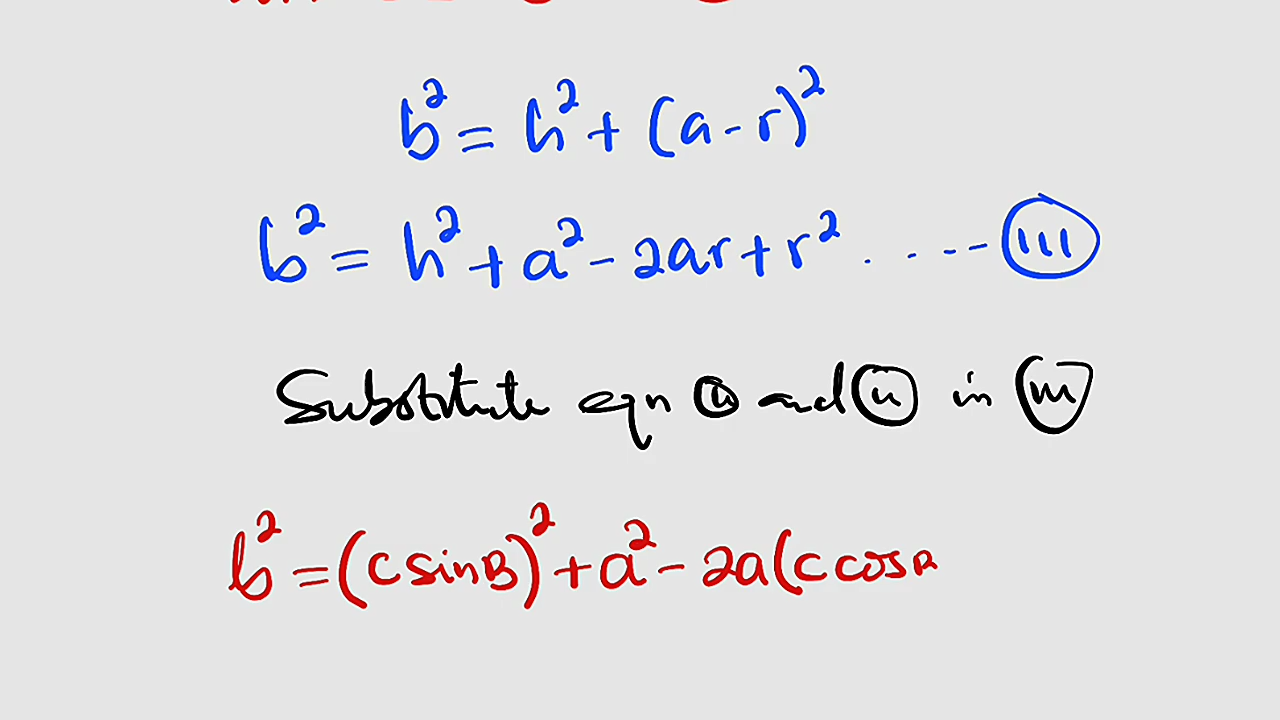 b² = h² + (a - r)²
b² = h² + a² - 2ar + r² . . . - - (iii)
Substitute eqn and (ii) in (iii)
b² = (c sinB)² + a² - 2a(c cos